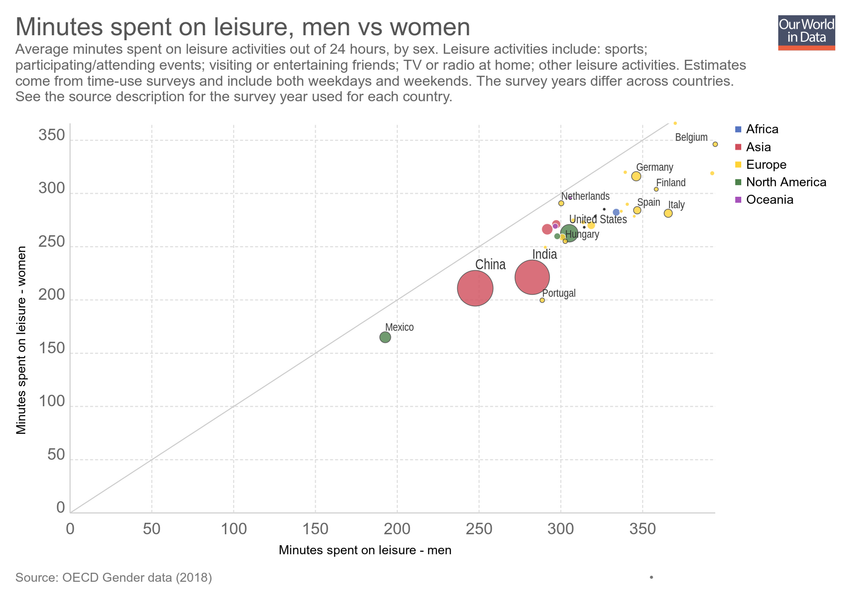 Minutes spent on leisure, men vs women
Our World
in Data
Average minutes spent on leisure activities out of 24 hours, by sex. Leisure activities include: sports;
participating/attending events; visiting or entertaining friends; TV or radio at home; other leisure activities. Estimates
come from time-use surveys and include both weekdays and weekends. The survey years differ across countries.
See the source description for the survey year used for each country.
350
300
250
200
150
100
50
0
Minutes spent on leisure - women
Belgium
Germany
Finland
Netherlands
Spain
Italy
United States
Hungary
India
China
Portugal
Mexico
Africa
Asia
Europe
North America
Oceania
0
50
100
150
200
250
300
350
Minutes spent on leisure - men
Source: OECD Gender data (2018)